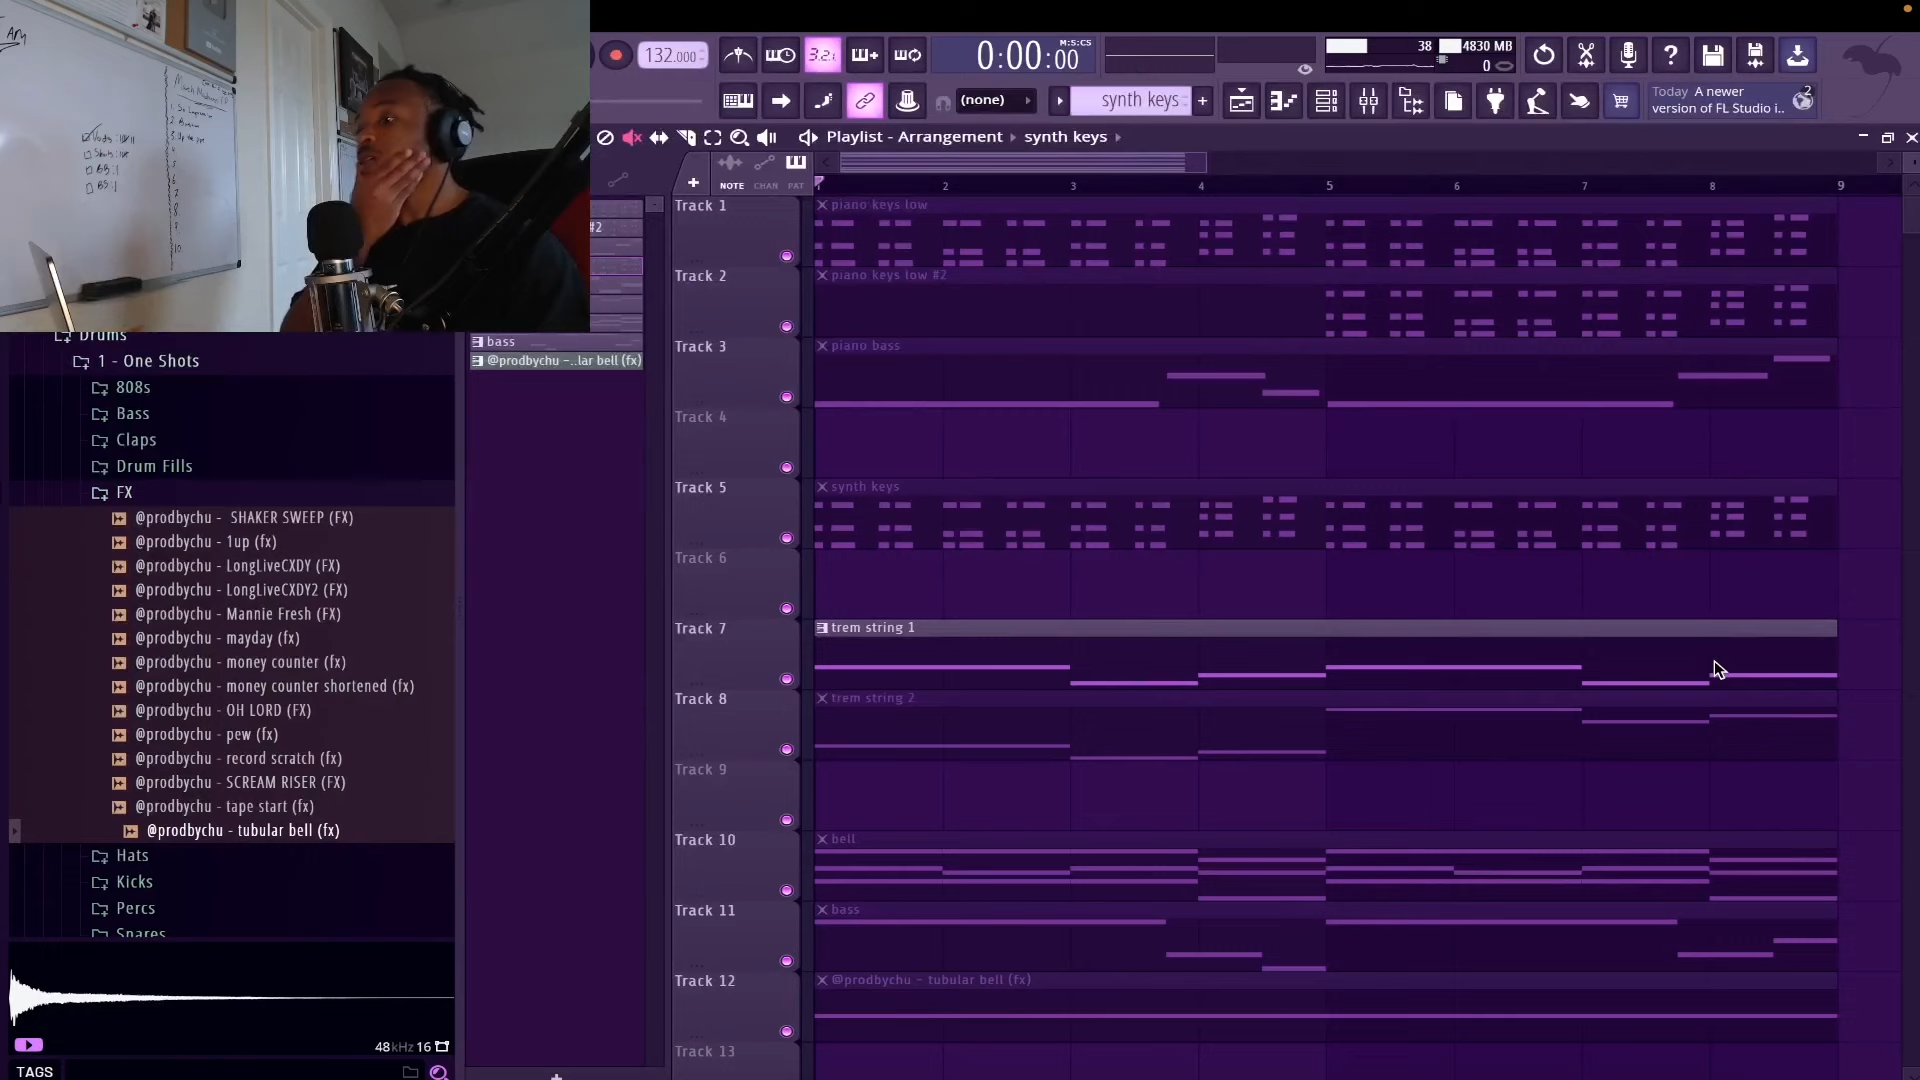 Am
132.000
3.2.1
0:00:00
M:S:CS
38
4830 MB
0
(none)
synth keys
Today A newer
version of FL Studio i..
2
Playlist - Arrangement
synth keys
NOTE CHAN PAT
1 2 3 4 5 6 7 8 9
#2
Track 1
piano keys low
Track 2
piano keys low #2
Track 3
piano bass
Track 4
Track 5
synth keys
Track 6
Track 7
trem string 1
Track 8
trem string 2
Track 9
Track 10
bell
Track 11
bass
Track 12
@prodbychu - tubular bell (fx)
Track 13
bass
@prodbychu -..lar bell (fx)
Drums
1 - One Shots
808s
Bass
Claps
Drum Fills
FX
@prodbychu - SHAKER SWEEP (FX)
@prodbychu - 1up (fx)
@prodbychu - LongLiveCXDY (FX)
@prodbychu - LongLiveCXDY2 (FX)
@prodbychu - Mannie Fresh (FX)
@prodbychu - mayday (fx)
@prodbychu - money counter (fx)
@prodbychu - money counter shortened (fx)
@prodbychu - OH LORD (FX)
@prodbychu - pew (fx)
@prodbychu - record scratch (fx)
@prodbychu - SCREAM RISER (FX)
@prodbychu - tape start (fx)
@prodbychu - tubular bell (fx)
Hats
Kicks
Percs
Snares
48kHz 16
TAGS